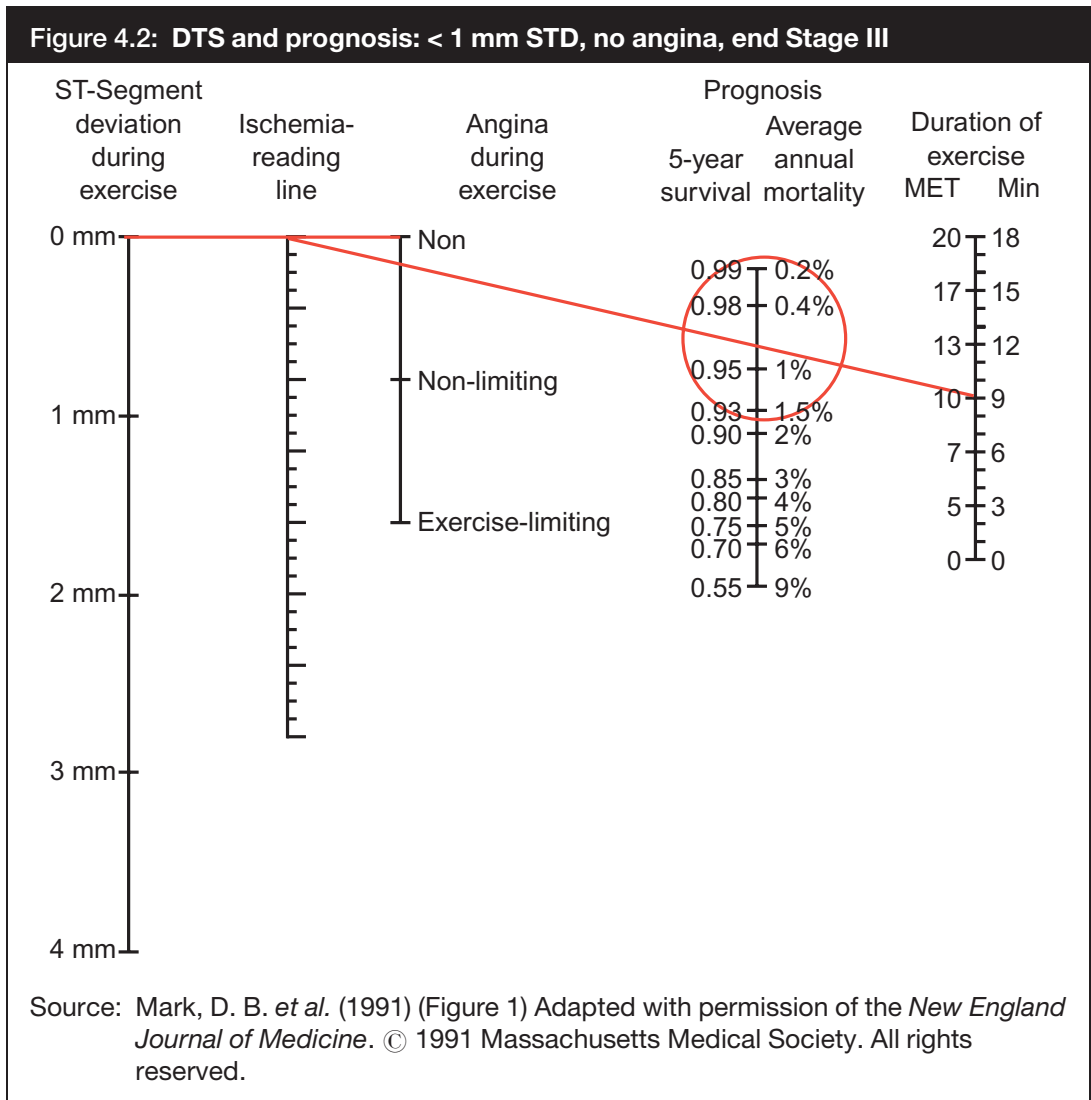 Figure 4.2: DTS and prognosis: < 1 mm STD, no angina, end Stage III
ST-Segment
deviation
during
exercise
Ischemia-
reading
line
Angina
during
exercise
Prognosis
5-year
survival
Average
annual
mortality
Duration of
exercise
MET Min
0 mm
1 mm
2 mm
3 mm
4 mm
Non
Non-limiting
Exercise-limiting
0.99 0.2%
0.98 0.4%
0.95 1%
0.93 1.5%
0.90 2%
0.85 3%
0.80 4%
0.75 5%
0.70 6%
0.55 9%
20 18
17 15
13 12
10 9
7 6
5 3
0 0
Source: Mark, D. B. et al. (1991) (Figure 1) Adapted with permission of the New England
Journal of Medicine. © 1991 Massachusetts Medical Society. All rights
reserved.